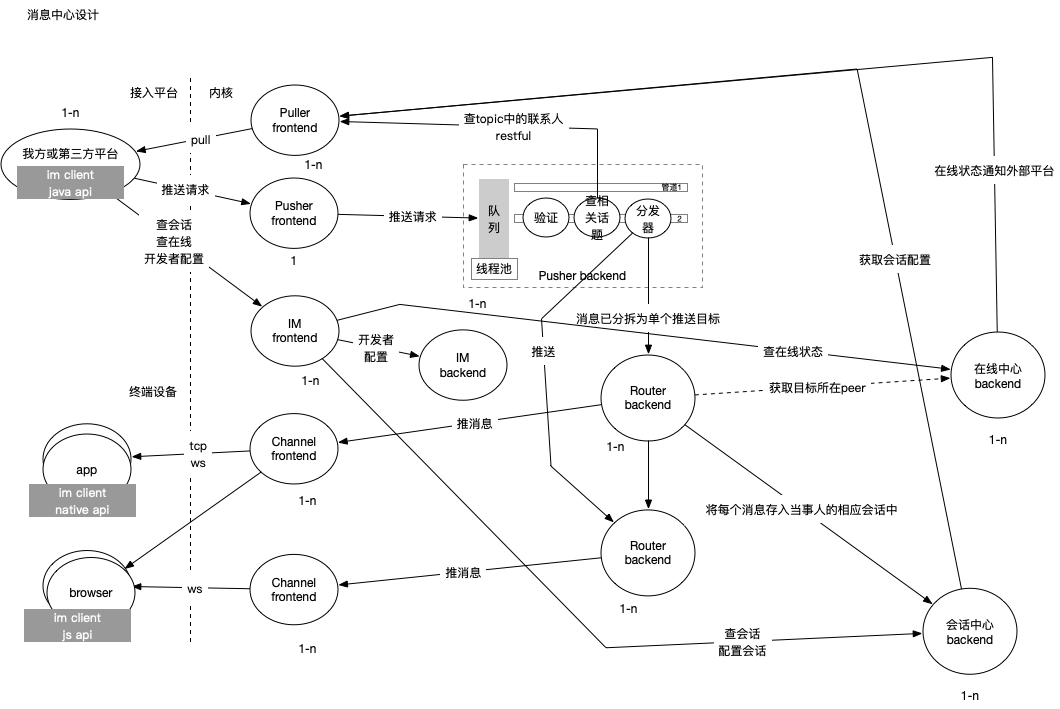 消息中心设计
接入平台
内核
1-n
我方或第三方平台
im client
java api
pull
Puller
frontend
1-n
推送请求
Pusher
frontend
1
查topic中的联系人
restful
推送请求
队
列
线程池
管道1
验证
查相
关话
题
分发
器
2
Pusher backend
1-n
在线状态通知外部平台
获取会话配置
查会话
查在线
开发者配置
IM
frontend
1-n
开发者
配置
IM
backend
消息已分拆为单个推送目标
推送
查在线状态
在线中心
backend
1-n
Router
backend
1-n
获取目标所在peer
终端设备
推消息
Channel
frontend
1-n
tcp
ws
app
im client
native api
将每个消息存入当事人的相应会话中
Router
backend
1-n
推消息
Channel
frontend
1-n
ws
browser
im client
js api
查会话
配置会话
会话中心
backend
1-n